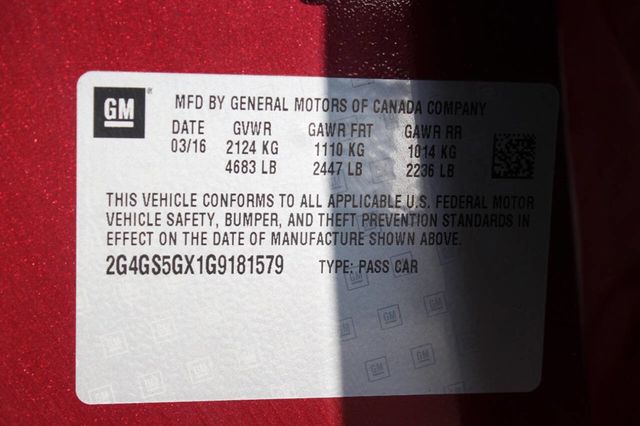 GM ® MFD BY GENERAL MOTORS OF CANADA COMPANY
DATE GVWR GAWR FRT GAWR RR
03/16 2124 KG 1110 KG 1014 KG
4683 LB 2447 LB 2236 LB
THIS VEHICLE CONFORMS TO ALL APPLICABLE U.S. FEDERAL MOTOR
VEHICLE SAFETY, BUMPER, AND THEFT PREVENTION STANDARDS IN
EFFECT ON THE DATE OF MANUFACTURE SHOWN ABOVE.
2G4GS5GX1G9181579 TYPE: PASS CAR